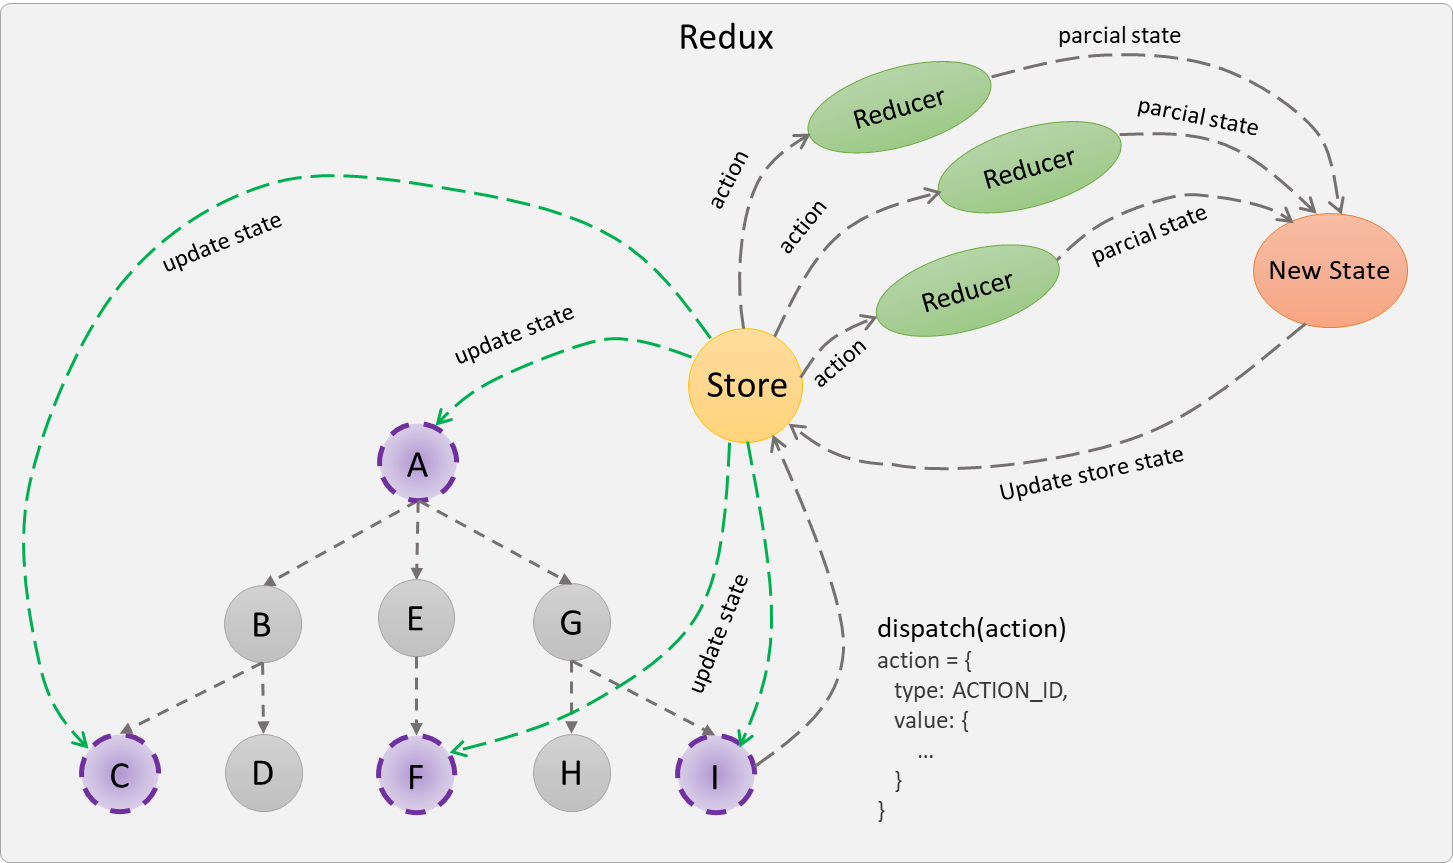 Redux
parcial state
Reducer
parcial state
action
Reducer
action
parcial state
update state
New State
Reducer
update state
action
Store
A
Update store state
update state
B
E
G
dispatch(action)
action = {
type: ACTION_ID,
value: {
...
}
}
C
D
F
H
I